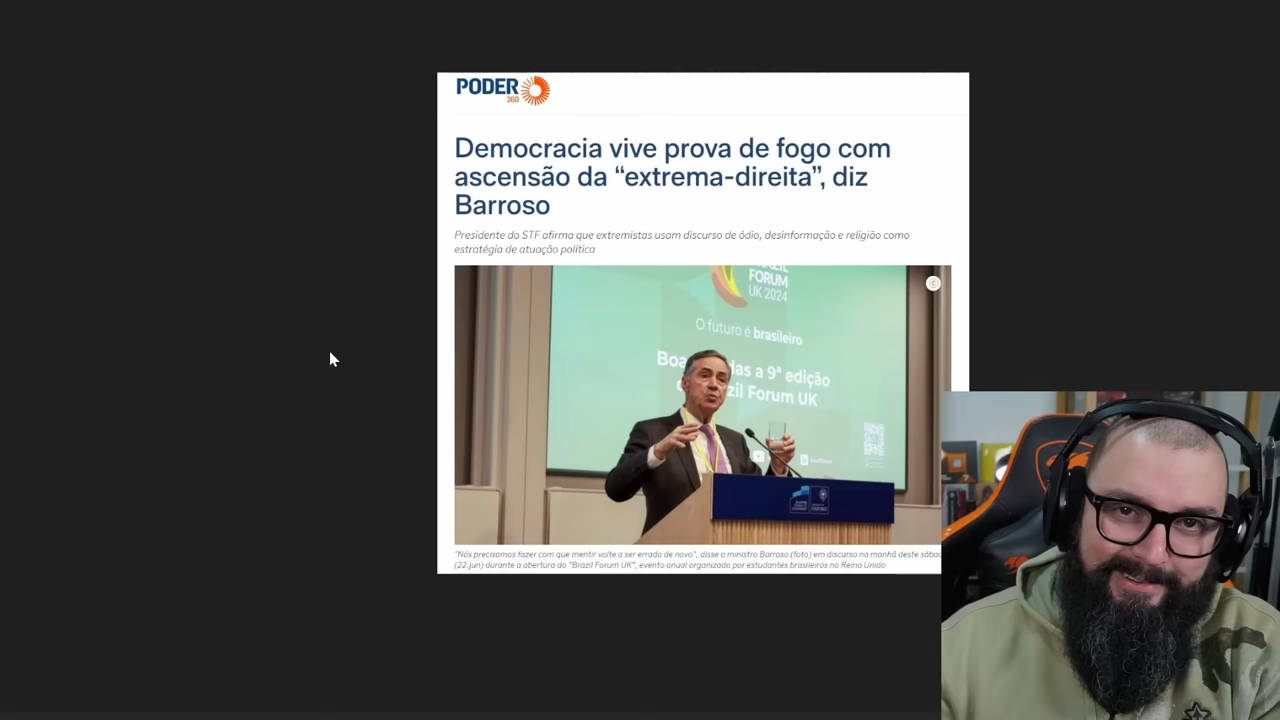 PODER
360
Democracia vive prova de fogo com
ascensão da “extrema-direita”, diz
Barroso
Presidente do STF afirma que extremistas usam discurso de ódio, desinformação e religião como
estratégia de atuação política
FORUM
UK 2024
O futuro é brasileiro
das a 9ª edição
zil Forum UK
"Nós precisamos fazer com que mentir volte a ser errado de novo", disse o ministro Barroso (foto) em discurso na manhã deste
(22.jun) durante a abertura do "Brazil Forum UK", evento anual organizado por estudantes brasileiros no Reino Unido